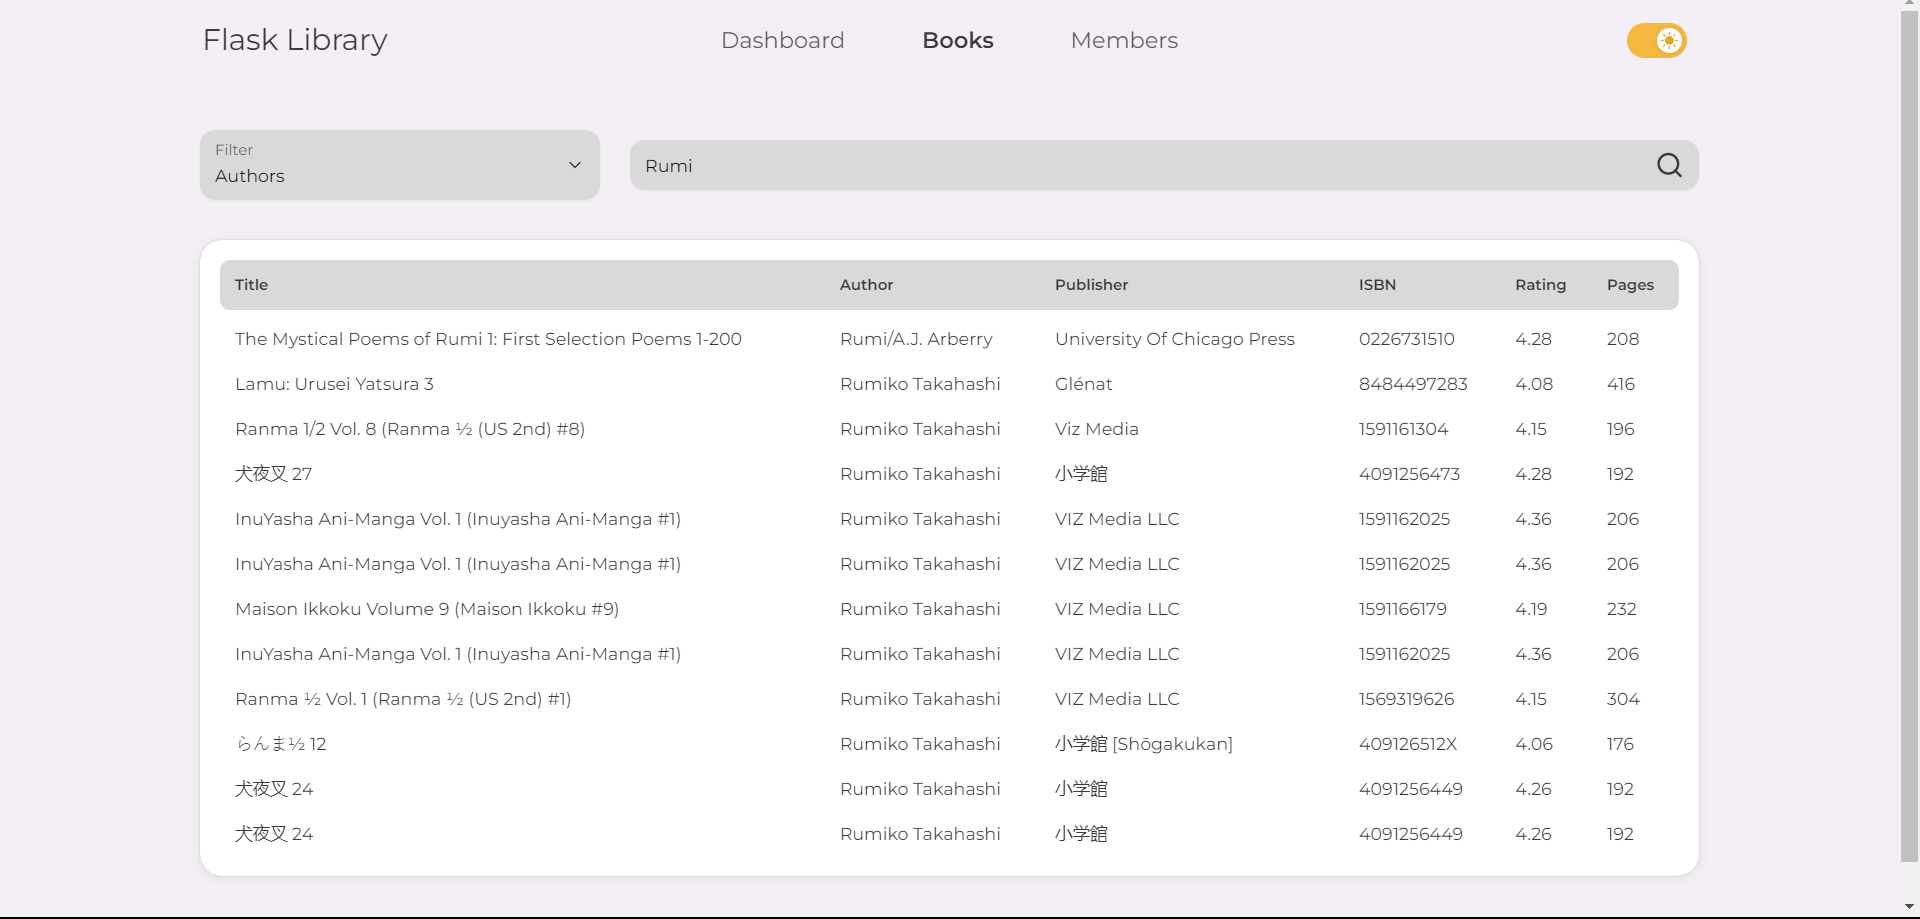 Flask Library Dashboard Books Members
Filter
Authors
Rumi
Title Author Publisher ISBN Rating Pages
The Mystical Poems of Rumi 1: First Selection Poems 1-200 Rumi/A.J. Arberry University Of Chicago Press 0226731510 4.28 208
Lamu: Urusei Yatsura 3 Rumiko Takahashi Glénat 8484497283 4.08 416
Ranma 1/2 Vol. 8 (Ranma ½ (US 2nd) #8) Rumiko Takahashi Viz Media 1591161304 4.15 196
犬夜叉 27 Rumiko Takahashi 小学館 4091256473 4.28 192
InuYasha Ani-Manga Vol. 1 (Inuyasha Ani-Manga #1) Rumiko Takahashi VIZ Media LLC 1591162025 4.36 206
InuYasha Ani-Manga Vol. 1 (Inuyasha Ani-Manga #1) Rumiko Takahashi VIZ Media LLC 1591162025 4.36 206
Maison Ikkoku Volume 9 (Maison Ikkoku #9) Rumiko Takahashi VIZ Media LLC 1591166179 4.19 232
InuYasha Ani-Manga Vol. 1 (Inuyasha Ani-Manga #1) Rumiko Takahashi VIZ Media LLC 1591162025 4.36 206
Ranma ½ Vol. 1 (Ranma ½ (US 2nd) #1) Rumiko Takahashi VIZ Media LLC 1569319626 4.15 304
らんま½ 12 Rumiko Takahashi 小学館 [Shōgakukan] 409126512X 4.06 176
犬夜叉 24 Rumiko Takahashi 小学館 4091256449 4.26 192
犬夜叉 24 Rumiko Takahashi 小学館 4091256449 4.26 192